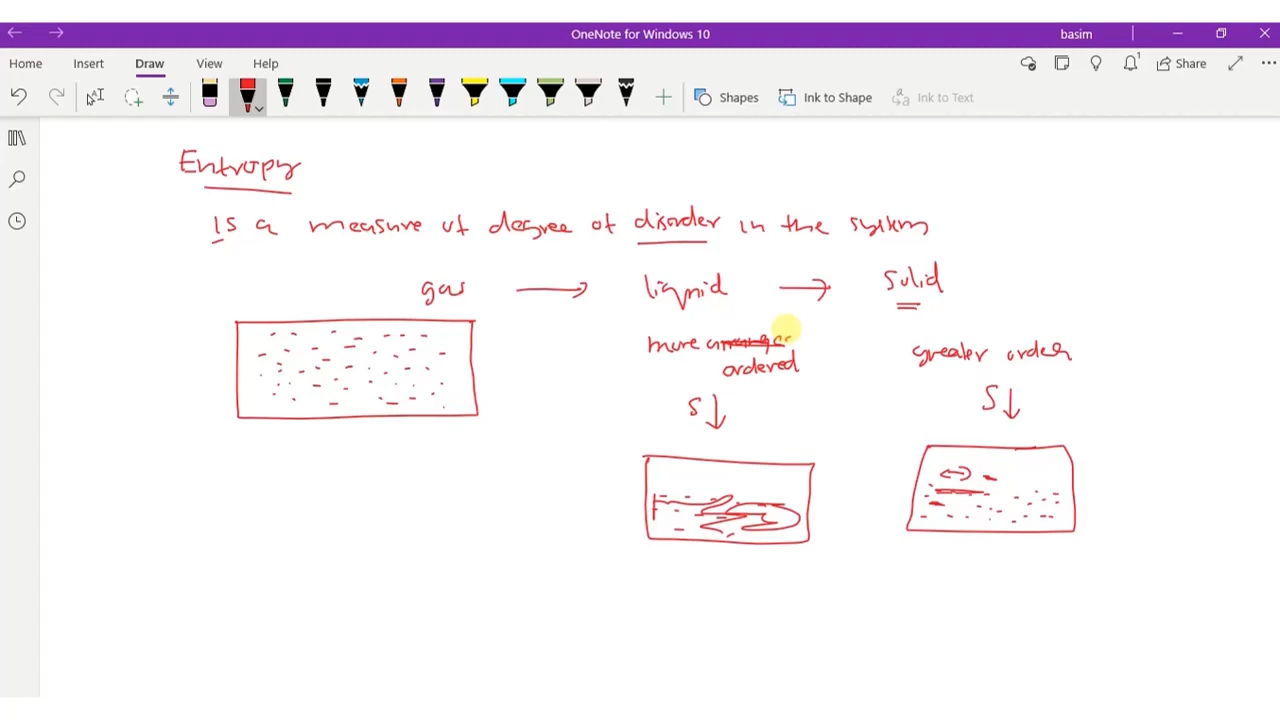 OneNote for Windows 10
basim
Home Insert Draw View Help
Share
Shapes
Ink to Shape
Ink to Text
Entropy
is a measure of degree of disorder in the system
gas → liquid → solid
more
ordered
greater order
S↓
S↓